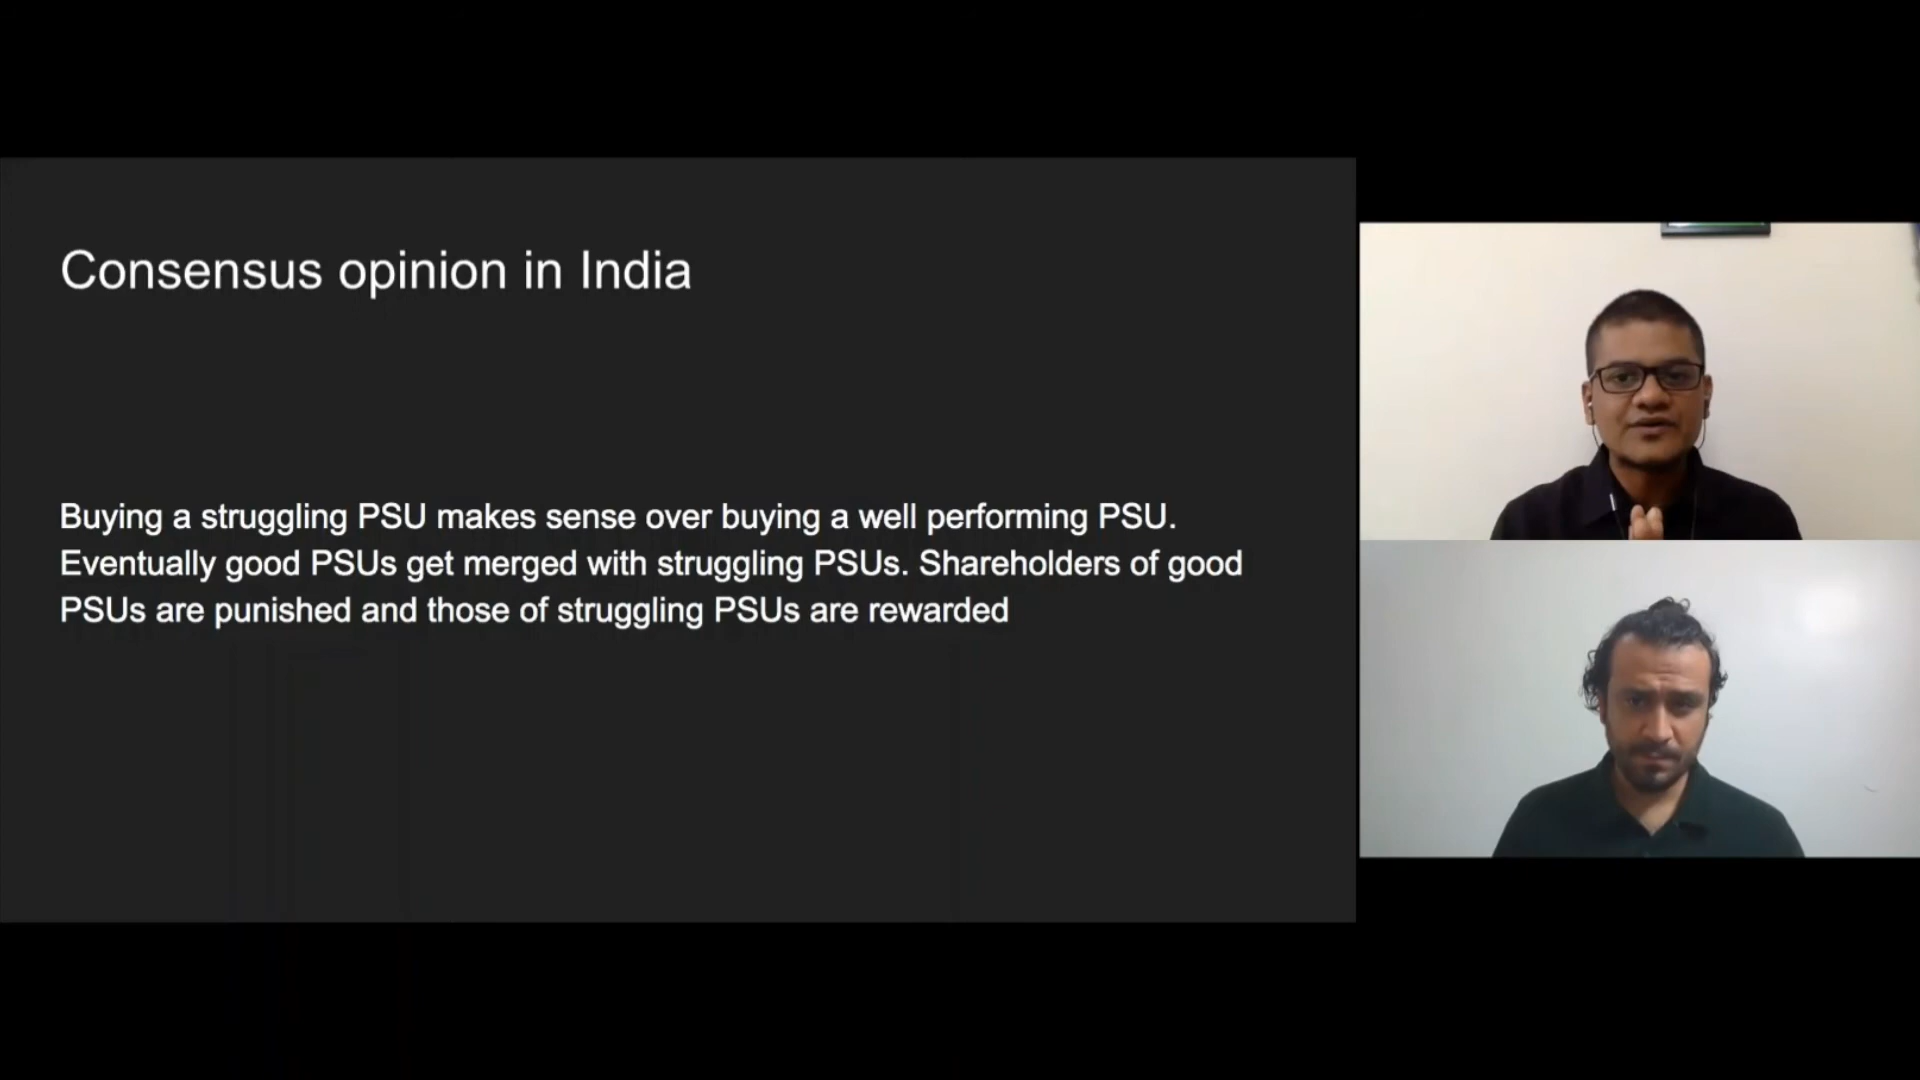 Consensus opinion in India
Buying a struggling PSU makes sense over buying a well performing PSU.
Eventually good PSUs get merged with struggling PSUs. Shareholders of good
PSUs are punished and those of struggling PSUs are rewarded